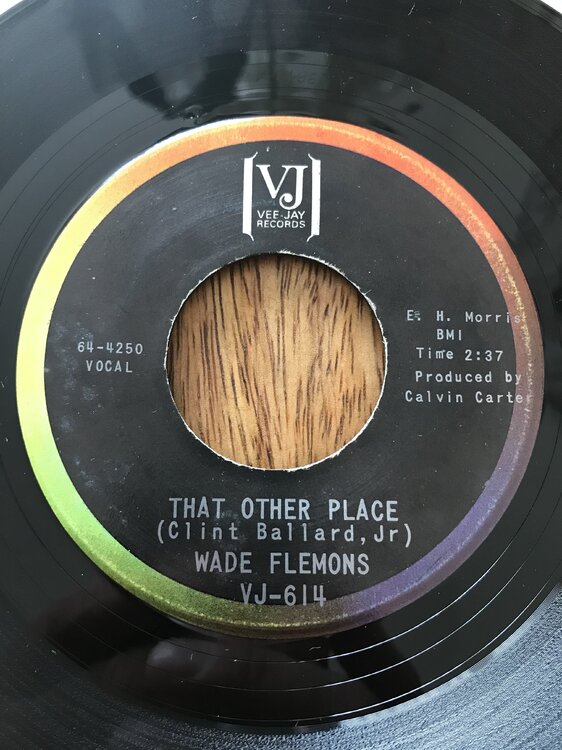 VJ
VEE-JAY
RECORDS
E. H. Morris
BMI
Time 2:37
Produced by
Calvin Carter
64-4250
VOCAL
THAT OTHER PLACE
(Clint Ballard,Jr)
WADE FLEMONS
VJ-614